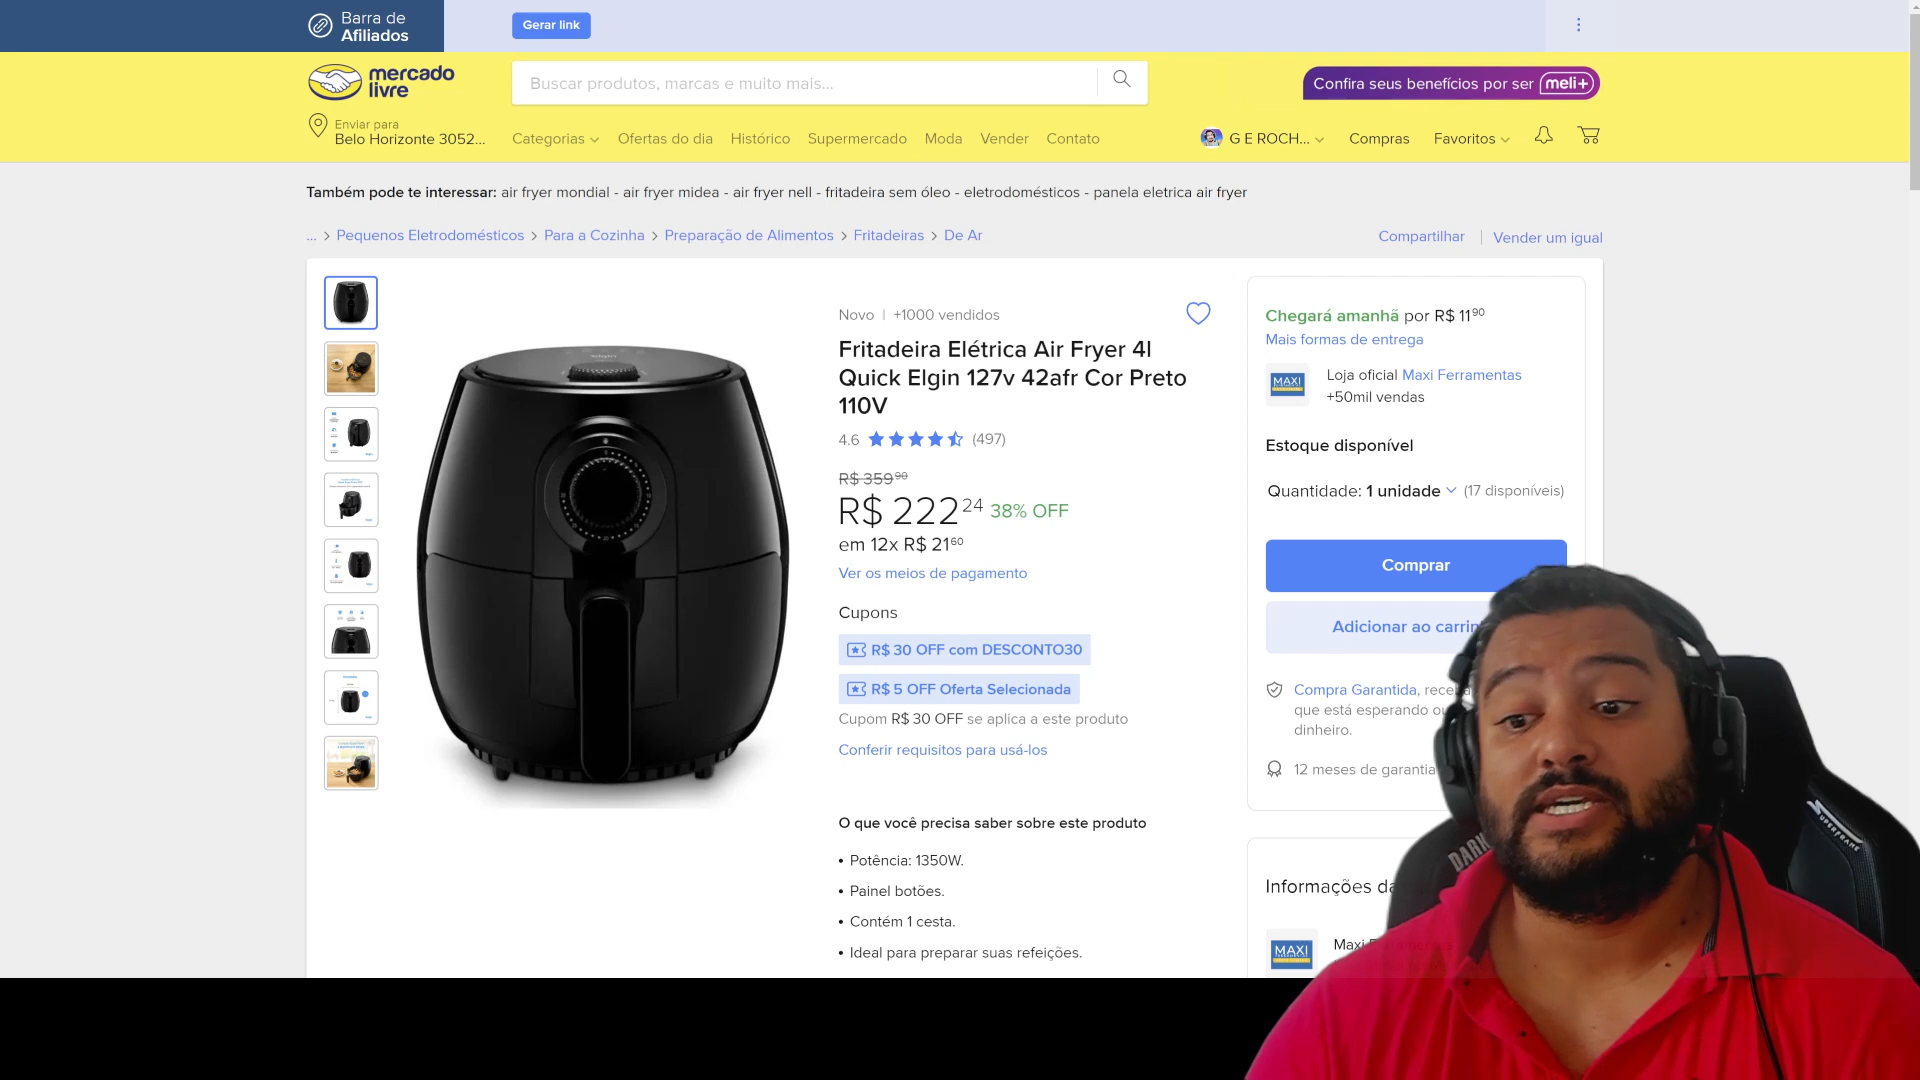 Barra de
Afiliados
Gerar link
mercado
livre
Buscar produtos, marcas e muito mais...
Confira seus benefícios por ser meli+
Enviar para
Belo Horizonte 3052...
Categorias
Ofertas do dia
Histórico
Supermercado
Moda
Vender
Contato
G E ROCH...
Compras
Favoritos
Também pode te interessar: air fryer mondial - air fryer midea - air fryer nell - fritadeira sem óleo - eletrodomésticos - panela eletrica air fryer
... > Pequenos Eletrodomésticos > Para a Cozinha > Preparação de Alimentos > Fritadeiras > De Ar
Compartilhar | Vender um igual
Novo | +1000 vendidos
Fritadeira Elétrica Air Fryer 4l
Quick Elgin 127v 42afr Cor Preto
110V
4.6 (497)
R$ 359 90
R$ 222 24 38% OFF
em 12x R$ 21 60
Ver os meios de pagamento
Cupons
R$ 30 OFF com DESCONTO30
R$ 5 OFF Oferta Selecionada
Cupom R$ 30 OFF se aplica a este produto
Conferir requisitos para usá-los
O que você precisa saber sobre este produto
• Potência: 1350W.
• Painel botões.
• Contém 1 cesta.
• Ideal para preparar suas refeições.
Chegará amanhã por R$ 11 90
Mais formas de entrega
MAXI
Loja oficial Maxi Ferramentas
+50mil vendas
Estoque disponível
Quantidade: 1 unidade (17 disponíveis)
Comprar
Adicionar ao carrin
Compra Garantida, receba
que está esperando ou
dinheiro.
12 meses de garantia
Informações da
MAXI
Maxi
DARK
SUPERFRAME